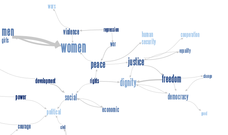 violence
repression
men
girls
war
women
human
security
cooperation
equality
peace
justice
development
rights
dignity
freedom
power
social
democracy
political
economic
courage